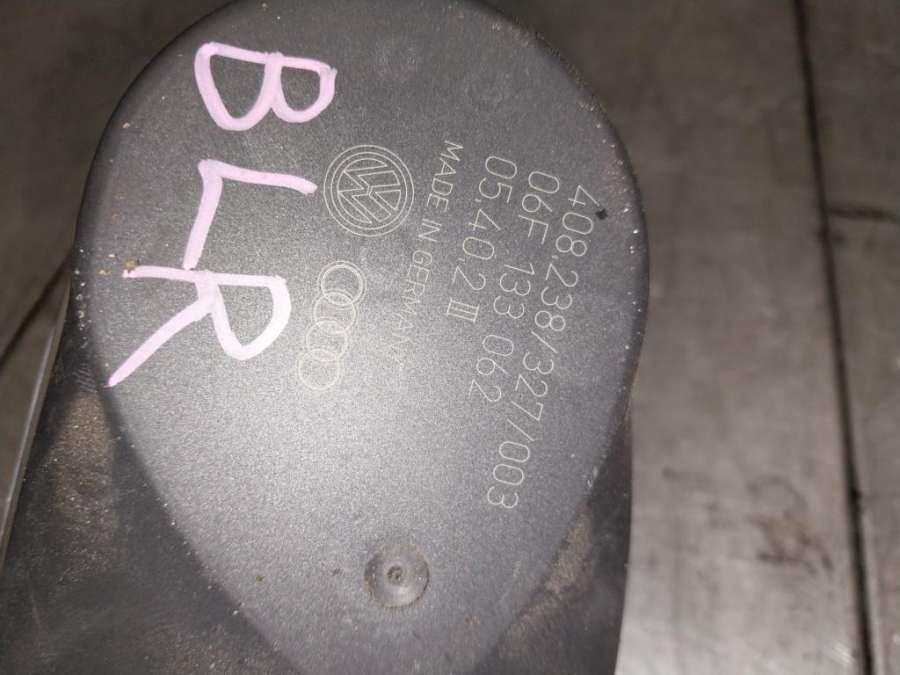 BLR
408.238/327/003
06F 133 062
05.40.2 III
MADE IN GERMANY